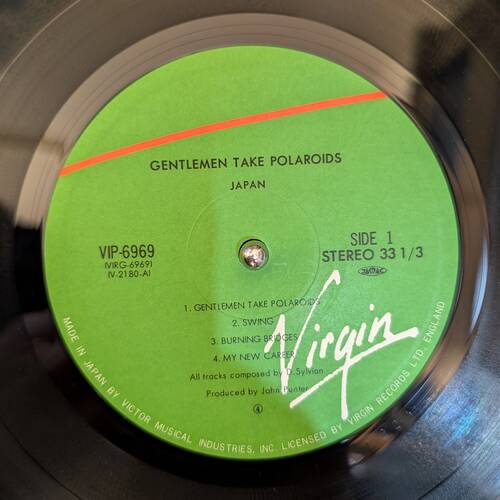 GENTLEMEN TAKE POLAROIDS
JAPAN
VIP-6969
(VIRG-6969)
(V-2180-A)
SIDE 1
STEREO 33 1/3
1. GENTLEMEN TAKE POLAROIDS
2. SWING
3. BURNING BRIDGES
4. MY NEW CAREER
All tracks composed by D.Sylvian
Produced by John Punter
④
Virgin
MADE IN JAPAN BY VICTOR MUSICAL INDUSTRIES, INC. LICENSED BY VIRGIN RECORDS LTD. ENGLAND